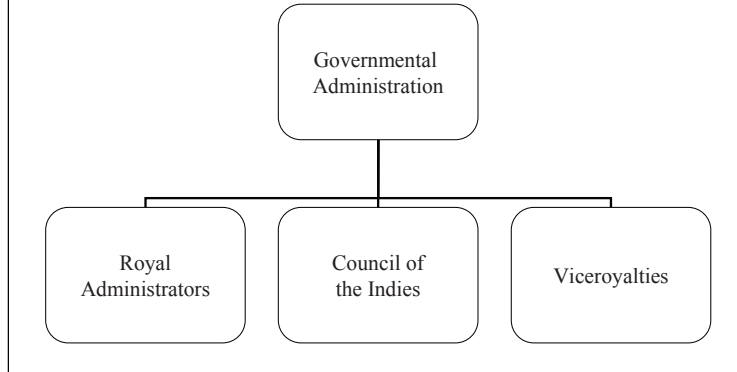 Governmental
Administration
Royal
Administrators
Council of
the Indies
Viceroyalties